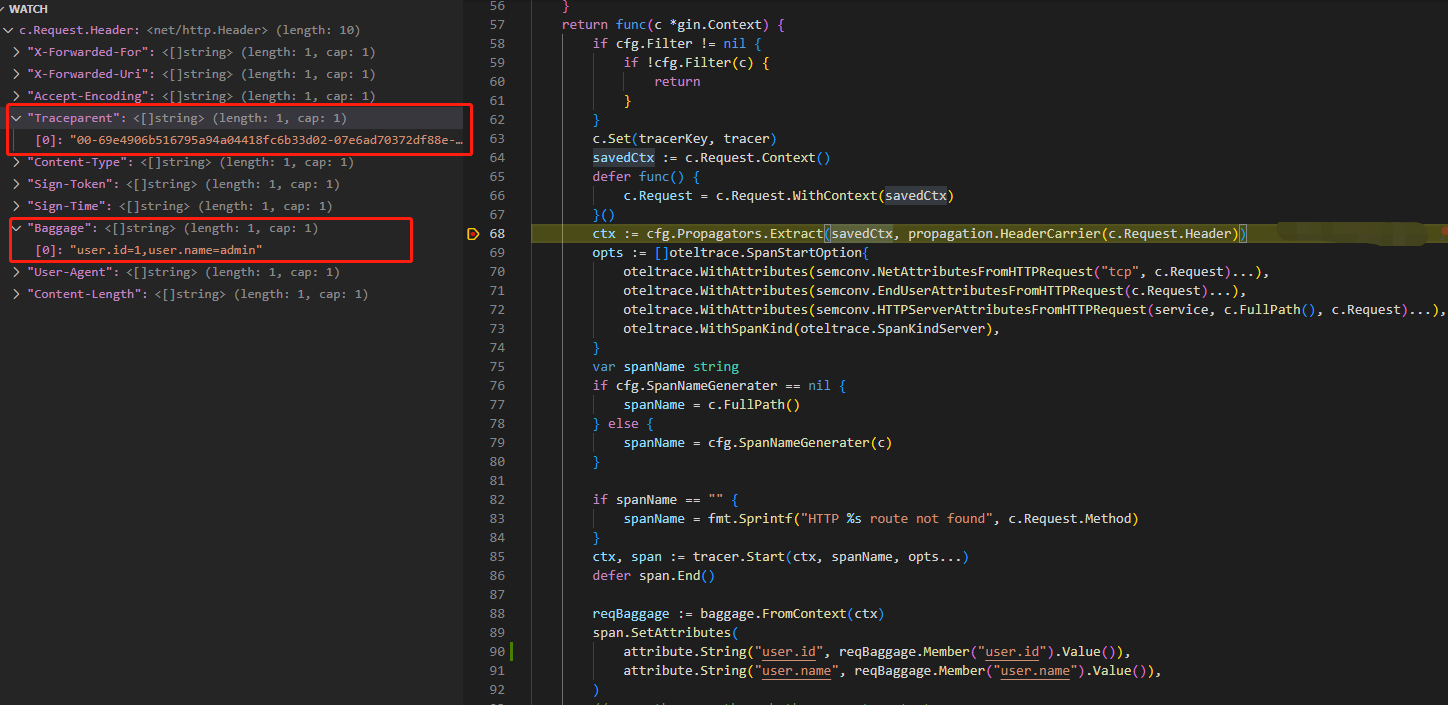 WATCH
c.Request.Header: <net/http.Header> (length: 10)
"X-Forwarded-For": <[]string> (length: 1, cap: 1)
"X-Forwarded-Uri": <[]string> (length: 1, cap: 1)
"Accept-Encoding": <[]string> (length: 1, cap: 1)
"Traceparent": <[]string> (length: 1, cap: 1)
[0]: "00-69e4906b516795a94a04418fc6b33d02-07e6ad70372df88e-…
"Content-Type": <[]string> (length: 1, cap: 1)
"Sign-Token": <[]string> (length: 1, cap: 1)
"Sign-Time": <[]string> (length: 1, cap: 1)
"Baggage": <[]string> (length: 1, cap: 1)
[0]: "user.id=1,user.name=admin"
"User-Agent": <[]string> (length: 1, cap: 1)
"Content-Length": <[]string> (length: 1, cap: 1)
56 }
57 return func(c *gin.Context) {
58 if cfg.Filter != nil {
59 if !cfg.Filter(c) {
60 return
61 }
62 }
63 c.Set(tracerKey, tracer)
64 savedCtx := c.Request.Context()
65 defer func() {
66 c.Request = c.Request.WithContext(savedCtx)
67 }()
68 ctx := cfg.Propagators.Extract(savedCtx, propagation.HeaderCarrier(c.Request.Header))
69 opts := []oteltrace.SpanStartOption{
70 oteltrace.WithAttributes(semconv.NetAttributesFromHTTPRequest("tcp", c.Request)...),
71 oteltrace.WithAttributes(semconv.EndUserAttributesFromHTTPRequest(c.Request)...),
72 oteltrace.WithAttributes(semconv.HTTPServerAttributesFromHTTPRequest(service, c.FullPath(), c.Request)...),
73 oteltrace.WithSpanKind(oteltrace.SpanKindServer),
74 }
75 var spanName string
76 if cfg.SpanNameGenerater == nil {
77 spanName = c.FullPath()
78 } else {
79 spanName = cfg.SpanNameGenerater(c)
80 }
81
82 if spanName == "" {
83 spanName = fmt.Sprintf("HTTP %s route not found", c.Request.Method)
84 }
85 ctx, span := tracer.Start(ctx, spanName, opts...)
86 defer span.End()
87
88 reqBaggage := baggage.FromContext(ctx)
89 span.SetAttributes(
90 attribute.String("user.id", reqBaggage.Member("user.id").Value()),
91 attribute.String("user.name", reqBaggage.Member("user.name").Value()),
92 )